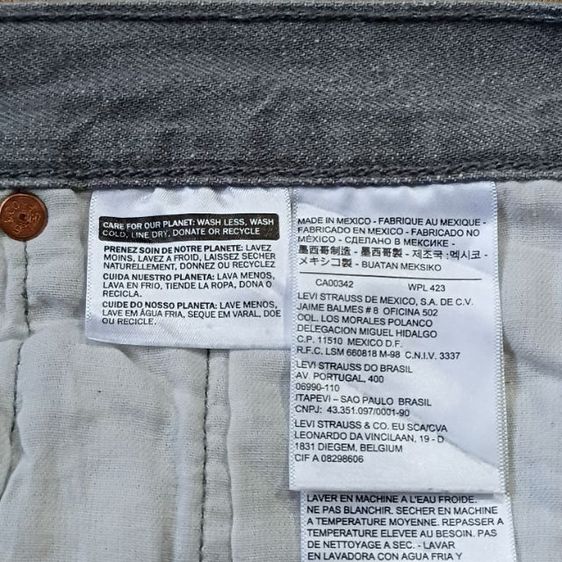 CARE FOR OUR PLANET: WASH LESS, WASH
COLD, LINE DRY, DONATE OR RECYCLE
PRENEZ SOIN DE NOTRE PLANETE: LAVEZ
MOINS, LAVEZ A FROID, LAISSEZ SECHER
NATURELLEMENT, DONNEZ OU RECYCLEZ
CUIDA NUESTRO PLANETA: LAVA MENOS,
LAVA EN FRIO, TIENDE LA ROPA, DONA O
RECICLA.
CUIDE DO NOSSO PLANETA: LAVE MENOS,
LAVE EM ÁGUA FRIA, SEQUE EM VARAL, DOE
OU RECICLE.
MADE IN MEXICO - FABRIQUE AU MEXIQUE -
FABRICADO EN MEXICO - FABRICADO NO
MÉXICO - СДЕЛАНО В МЕКСИКЕ -
墨西哥制造 - 墨西哥製 - 제조국 :멕시코 -
メキシコ製 - BUATAN MEKSIKO
CA00342 WPL 423
LEVI STRAUSS DE MEXICO, S.A. DE C.V.
JAIME BALMES # 8 OFICINA 502
COL. LOS MORALES POLANCO
DELEGACION MIGUEL HIDALGO
C.P. 11510 MEXICO D.F.
R.F.C. LSM 660818 M-98 C.N.I.V. 3337
LEVI STRAUSS DO BRASIL
AV. PORTUGAL, 400
06990-110
ITAPEVI - SAO PAULO BRASIL
CNPJ: 43.351.097/0001-90
LEVI STRAUSS & CO. EU SCA/CVA
LEONARDO DA VINCILAAN, 19 - D
1831 DIEGEM, BELGIUM
CIF A 08298606
LAVER EN MACHINE A L'EAU FROIDE.
NE PAS BLANCHIR. SECHER EN MACHINE
A TEMPERATURE MOYENNE. REPASSER A
TEMPERATURE ELEVEE AU BESOIN. PAS
DE NETTOYAGE A SEC. - LAVAR
EN LAVADORA CON AGUA FRIA Y